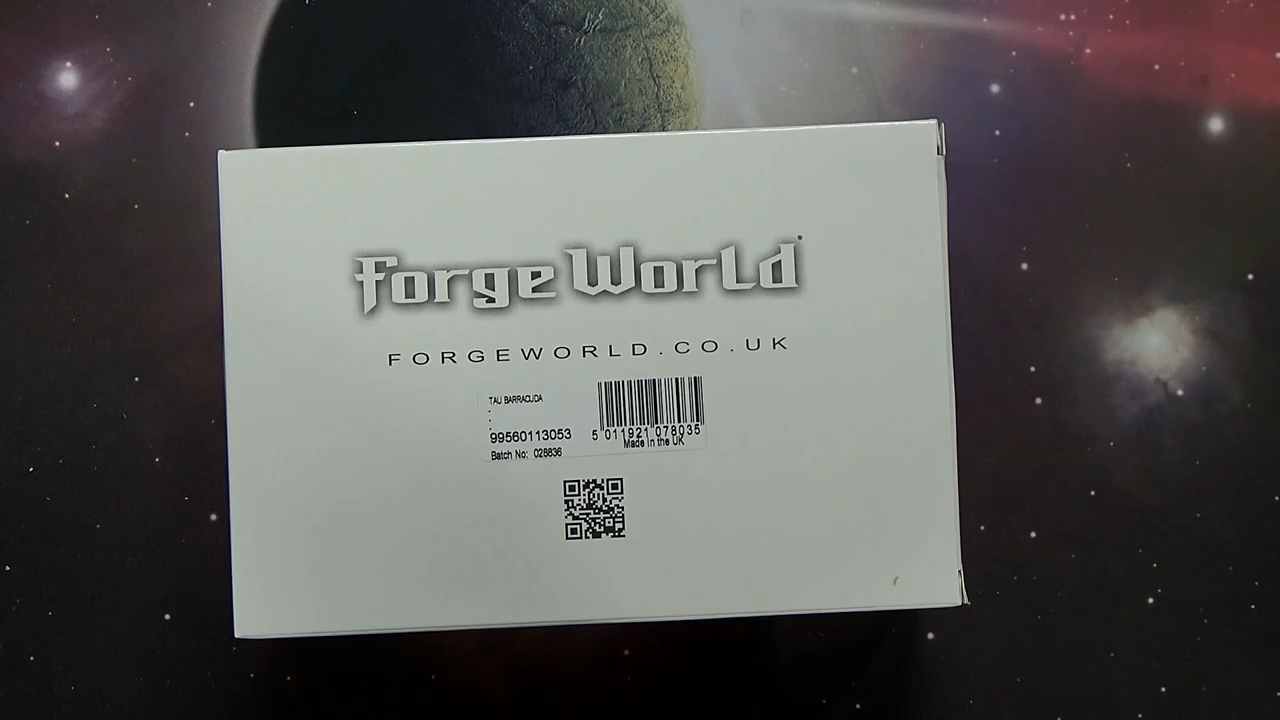 Forge World
FORGEWORLD.CO.UK
TAU BARRACUDA
.
.
.
99560113053
Batch No: 028836
5 011921 078035
Made in the UK